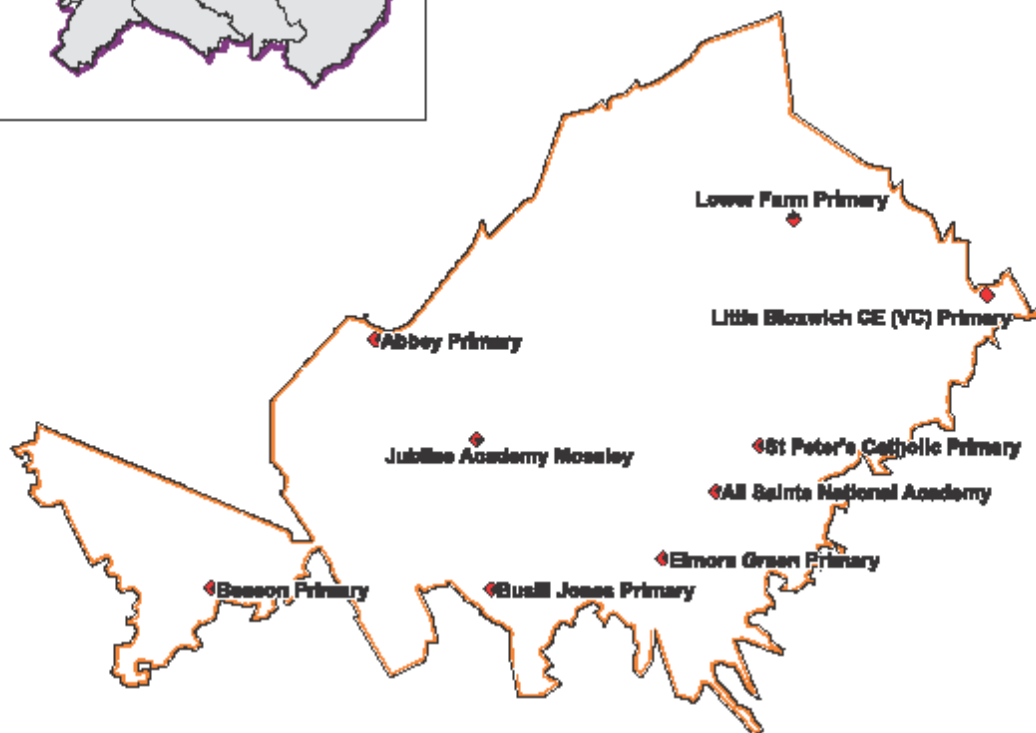 Lower Farm Primary
Little Bloxwich CE (VC) Primary
Abbey Primary
St Peter's Catholic Primary
Jubilee Academy Mossley
All Saints National Academy
Elmore Green Primary
Beeson Primary
Busill Jones Primary